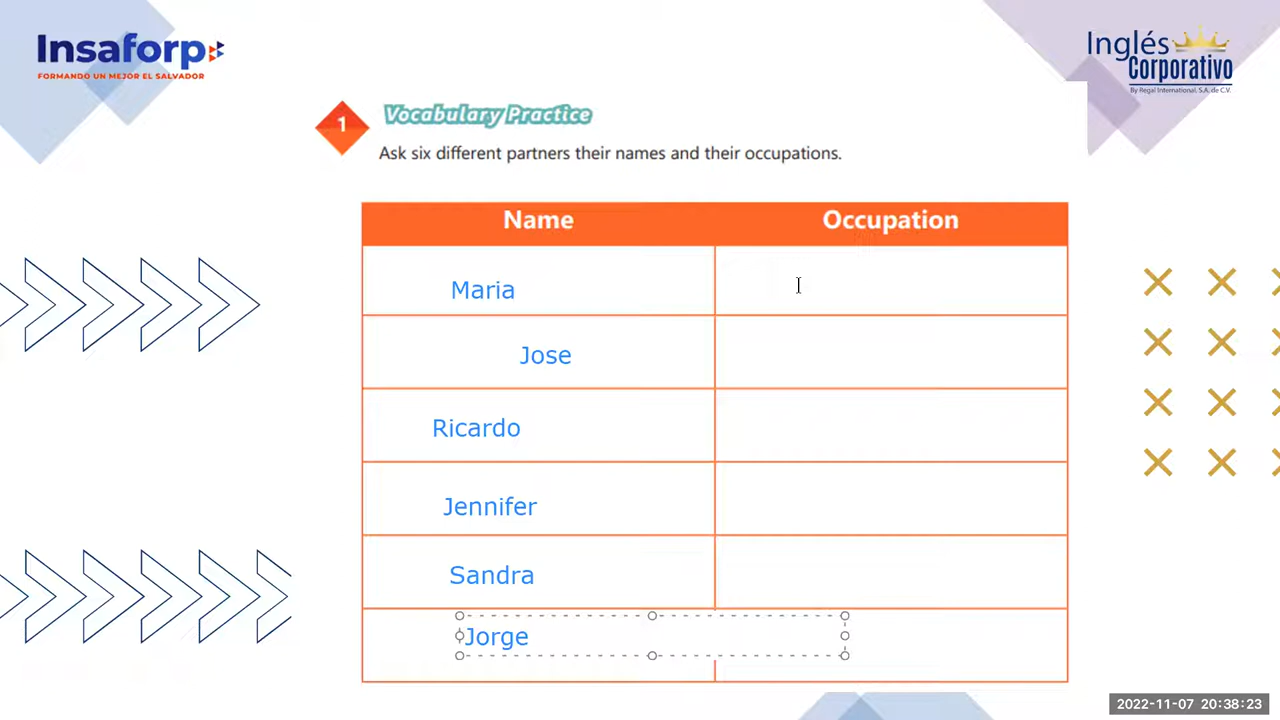 Insaforp
FORMANDO UN MEJOR EL SALVADOR
Inglés
Corporativo
By Regal International, S.A. de C.V.
1
Vocabulary Practice
Ask six different partners their names and their occupations.
Name Occupation
Maria
Jose
Ricardo
Jennifer
Sandra
Jorge
2022-11-07 20:38:23